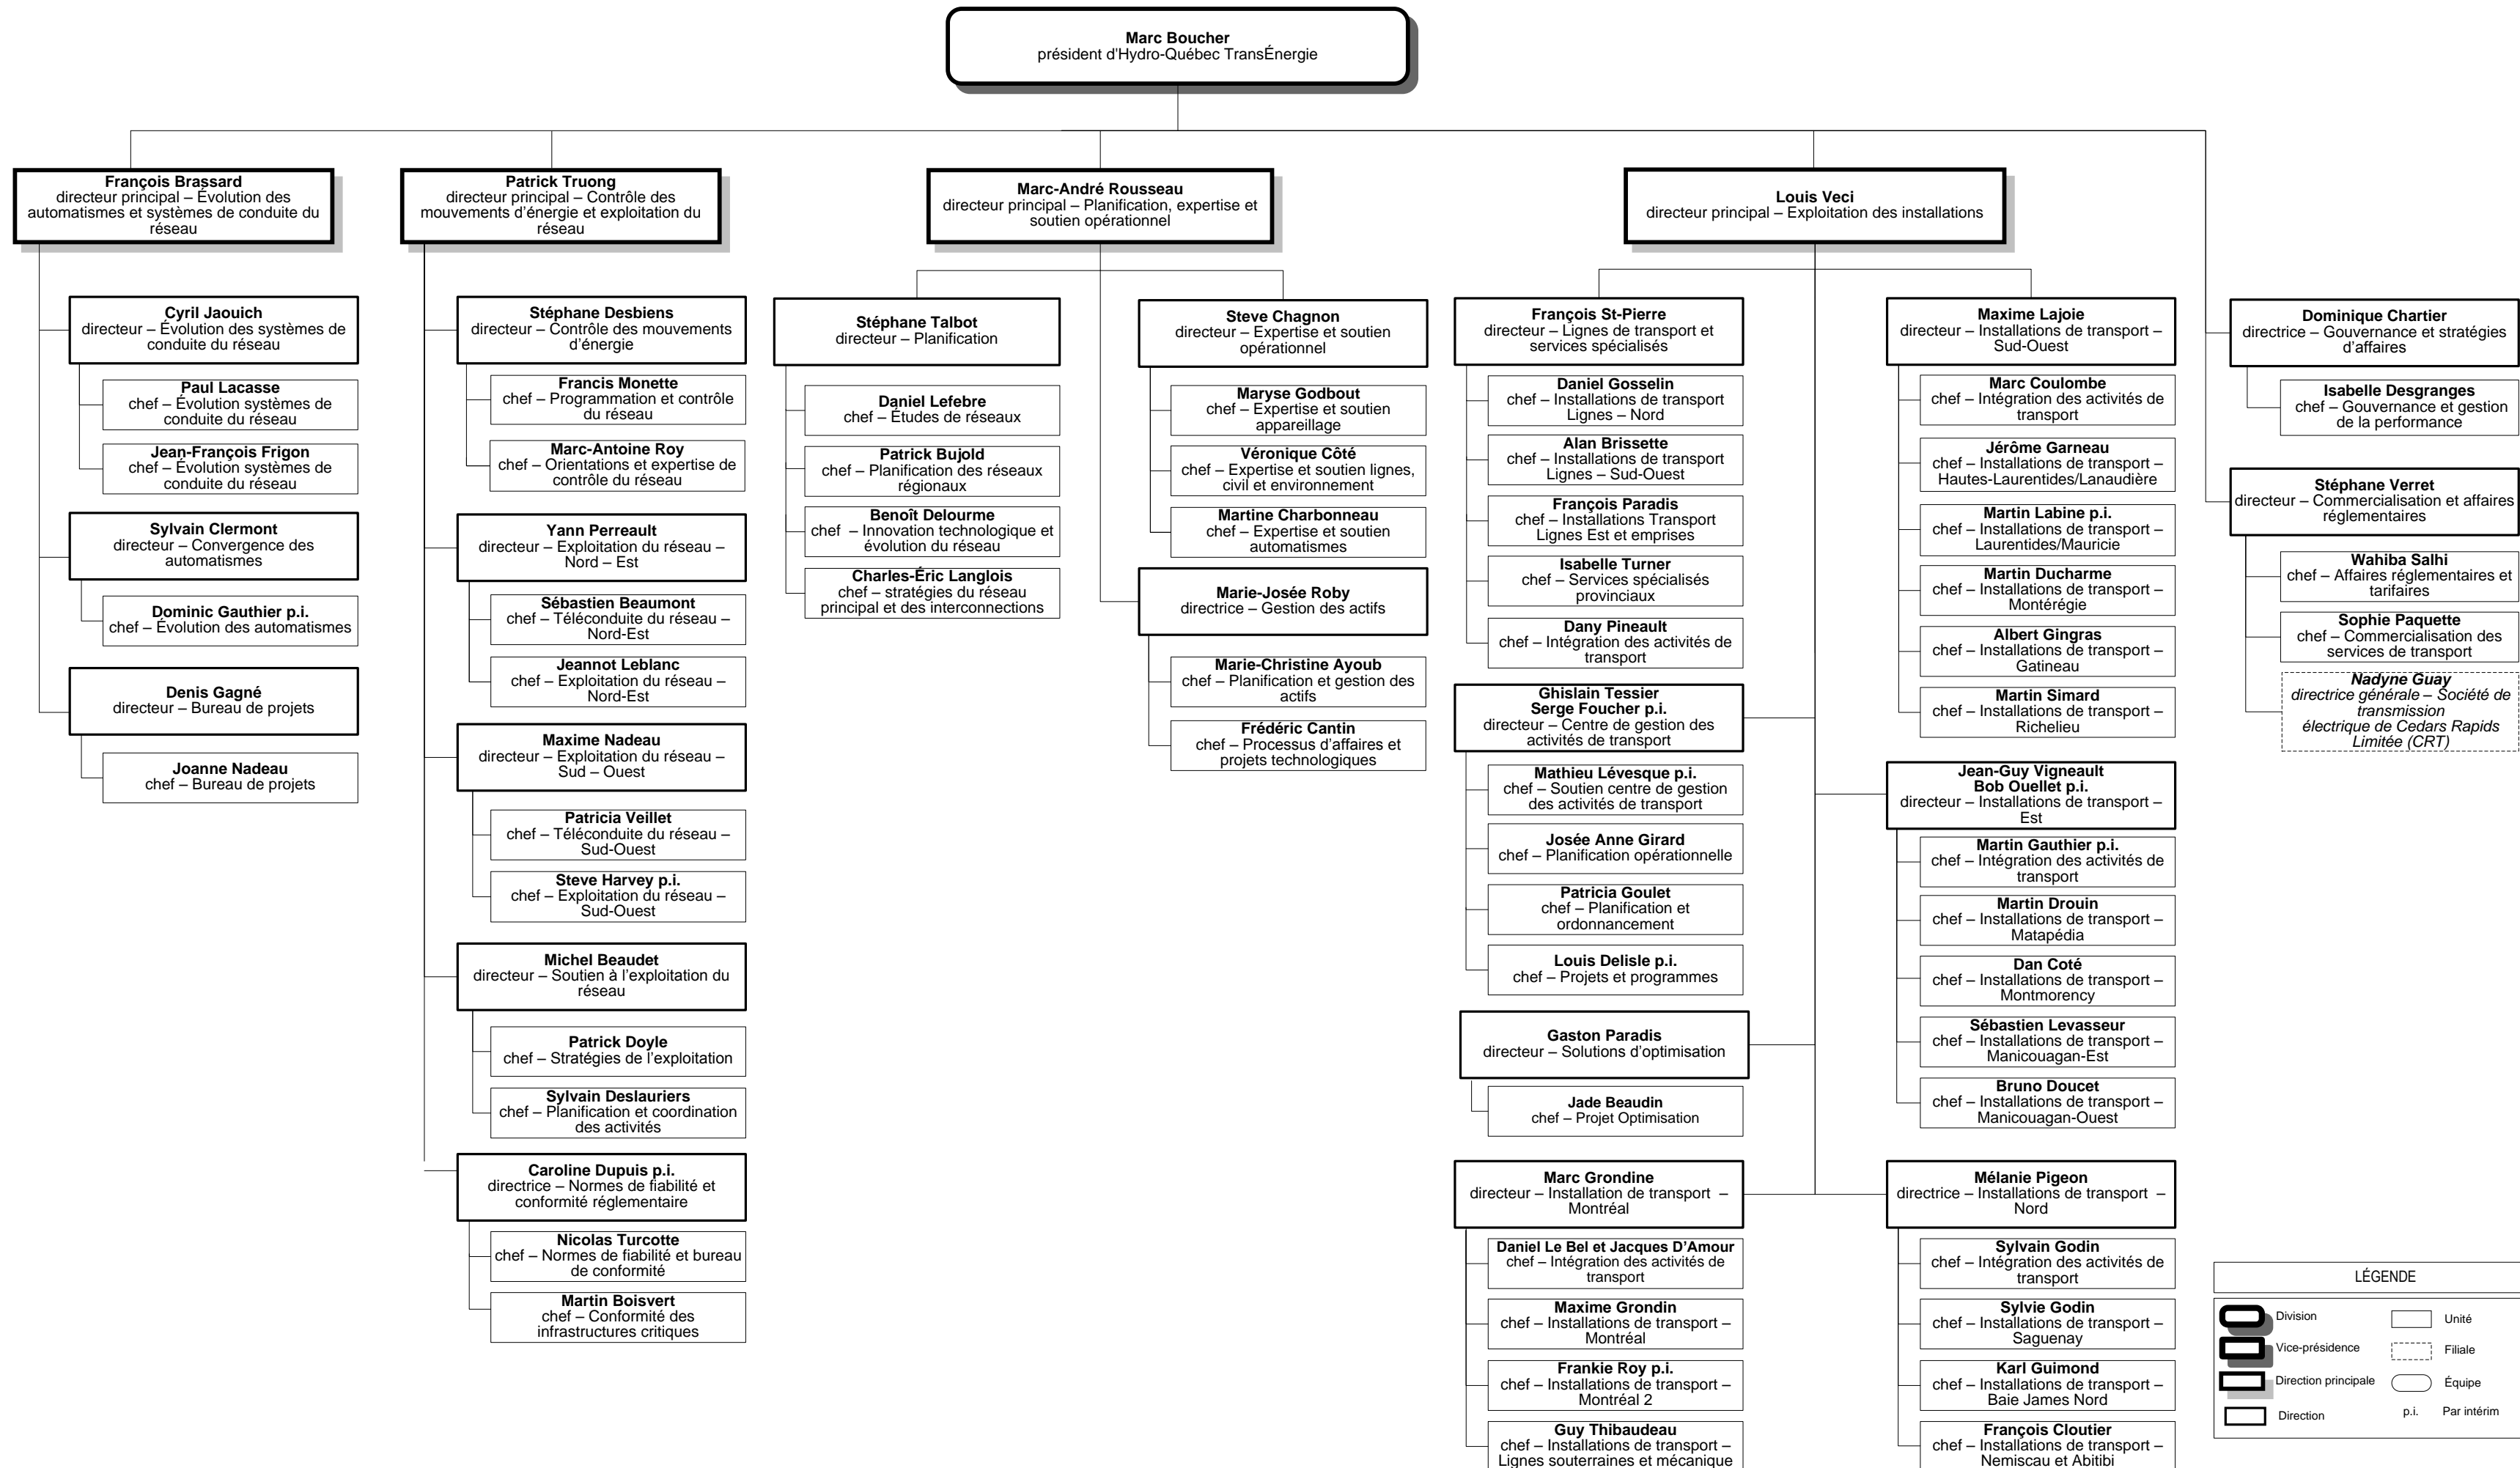 Marc Boucher
président d'Hydro-Québec TransÉnergie
François Brassard
directeur principal – Évolution des
automatismes et systèmes de conduite du
réseau
Cyril Jaouich
directeur – Évolution des systèmes de
conduite du réseau
Paul Lacasse
chef – Évolution systèmes de
conduite du réseau
Jean-François Frigon
chef – Évolution systèmes de
conduite du réseau
Sylvain Clermont
directeur – Convergence des
automatismes
Dominic Gauthier p.i.
chef – Évolution des automatismes
Denis Gagné
directeur – Bureau de projets
Joanne Nadeau
chef – Bureau de projets
Patrick Truong
directeur principal – Contrôle des
mouvements d'énergie et exploitation du
réseau
Stéphane Desbiens
directeur – Contrôle des mouvements
d'énergie
Francis Monette
chef – Programmation et contrôle
du réseau
Marc-Antoine Roy
chef – Orientations et expertise de
contrôle du réseau
Yann Perreault
directeur – Exploitation du réseau –
Nord – Est
Sébastien Beaumont
chef – Téléconduite du réseau –
Nord-Est
Jeannot Leblanc
chef – Exploitation du réseau –
Nord-Est
Maxime Nadeau
directeur – Exploitation du réseau –
Sud – Ouest
Patricia Veillet
chef – Téléconduite du réseau –
Sud-Ouest
Steve Harvey p.i.
chef – Exploitation du réseau –
Sud-Ouest
Michel Beaudet
directeur – Soutien à l'exploitation du
réseau
Patrick Doyle
chef – Stratégies de l'exploitation
Sylvain Deslauriers
chef – Planification et coordination
des activités
Caroline Dupuis p.i.
directrice – Normes de fiabilité et
conformité réglementaire
Nicolas Turcotte
chef – Normes de fiabilité et bureau
de conformité
Martin Boisvert
chef – Conformité des
infrastructures critiques
Marc-André Rousseau
directeur principal – Planification, expertise et
soutien opérationnel
Stéphane Talbot
directeur – Planification
Daniel Lefebre
chef – Études de réseaux
Patrick Bujold
chef – Planification des réseaux
régionaux
Benoît Delourme
chef – Innovation technologique et
évolution du réseau
Charles-Éric Langlois
chef – stratégies du réseau
principal et des interconnections
Steve Chagnon
directeur – Expertise et soutien
opérationnel
Maryse Godbout
chef – Expertise et soutien
appareillage
Véronique Côté
chef – Expertise et soutien lignes,
civil et environnement
Martine Charbonneau
chef – Expertise et soutien
automatismes
Marie-Josée Roby
directrice – Gestion des actifs
Marie-Christine Ayoub
chef – Planification et gestion des
actifs
Frédéric Cantin
chef – Processus d'affaires et
projets technologiques
Louis Veci
directeur principal – Exploitation des installations
François St-Pierre
directeur – Lignes de transport et
services spécialisés
Daniel Gosselin
chef – Installations de transport
Lignes – Nord
Alan Brissette
chef – Installations de transport
Lignes – Sud-Ouest
François Paradis
chef – Installations Transport
Lignes Est et emprises
Isabelle Turner
chef – Services spécialisés
provinciaux
Dany Pineault
chef – Intégration des activités de
transport
Ghislain Tessier
Serge Foucher p.i.
directeur – Centre de gestion des
activités de transport
Mathieu Lévesque p.i.
chef – Soutien centre de gestion
des activités de transport
Josée Anne Girard
chef – Planification opérationnelle
Patricia Goulet
chef – Planification et
ordonnancement
Louis Delisle p.i.
chef – Projets et programmes
Gaston Paradis
directeur – Solutions d'optimisation
Jade Beaudin
chef – Projet Optimisation
Marc Grondine
directeur – Installation de transport –
Montréal
Daniel Le Bel et Jacques D'Amour
chef – Intégration des activités de
transport
Maxime Grondin
chef – Installations de transport –
Montréal
Frankie Roy p.i.
chef – Installations de transport –
Montréal 2
Guy Thibaudeau
chef – Installations de transport –
Lignes souterraines et mécanique
Maxime Lajoie
directeur – Installations de transport –
Sud-Ouest
Marc Coulombe
chef – Intégration des activités de
transport
Jérôme Garneau
chef – Installations de transport –
Hautes-Laurentides/Lanaudière
Martin Labine p.i.
chef – Installations de transport –
Laurentides/Mauricie
Martin Ducharme
chef – Installations de transport –
Montérégie
Albert Gingras
chef – Installations de transport –
Gatineau
Martin Simard
chef – Installations de transport –
Richelieu
Jean-Guy Vigneault
Bob Ouellet p.i.
directeur – Installations de transport –
Est
Martin Gauthier p.i.
chef – Intégration des activités de
transport
Martin Drouin
chef – Installations de transport –
Matapédia
Dan Coté
chef – Installations de transport –
Montmorency
Sébastien Levasseur
chef – Installations de transport –
Manicouagan-Est
Bruno Doucet
chef – Installations de transport –
Manicouagan-Ouest
Mélanie Pigeon
directrice – Installations de transport –
Nord
Sylvain Godin
chef – Intégration des activités de
transport
Sylvie Godin
chef – Installations de transport –
Saguenay
Karl Guimond
chef – Installations de transport –
Baie James Nord
François Cloutier
chef – Installations de transport –
Nemiscau et Abitibi
Dominique Chartier
directrice – Gouvernance et stratégies
d'affaires
Isabelle Desgranges
chef – Gouvernance et gestion
de la performance
Stéphane Verret
directeur – Commercialisation et affaires
réglementaires
Wahiba Salhi
chef – Affaires réglementaires et
tarifaires
Sophie Paquette
chef – Commercialisation des
services de transport
Nadyne Guay
directrice générale – Société de
transmission
électrique de Cedars Rapids
Limitée (CRT)
LÉGENDE
Division
Unité
Vice-présidence
Filiale
Direction principale
Équipe
Direction
p.i. Par intérim